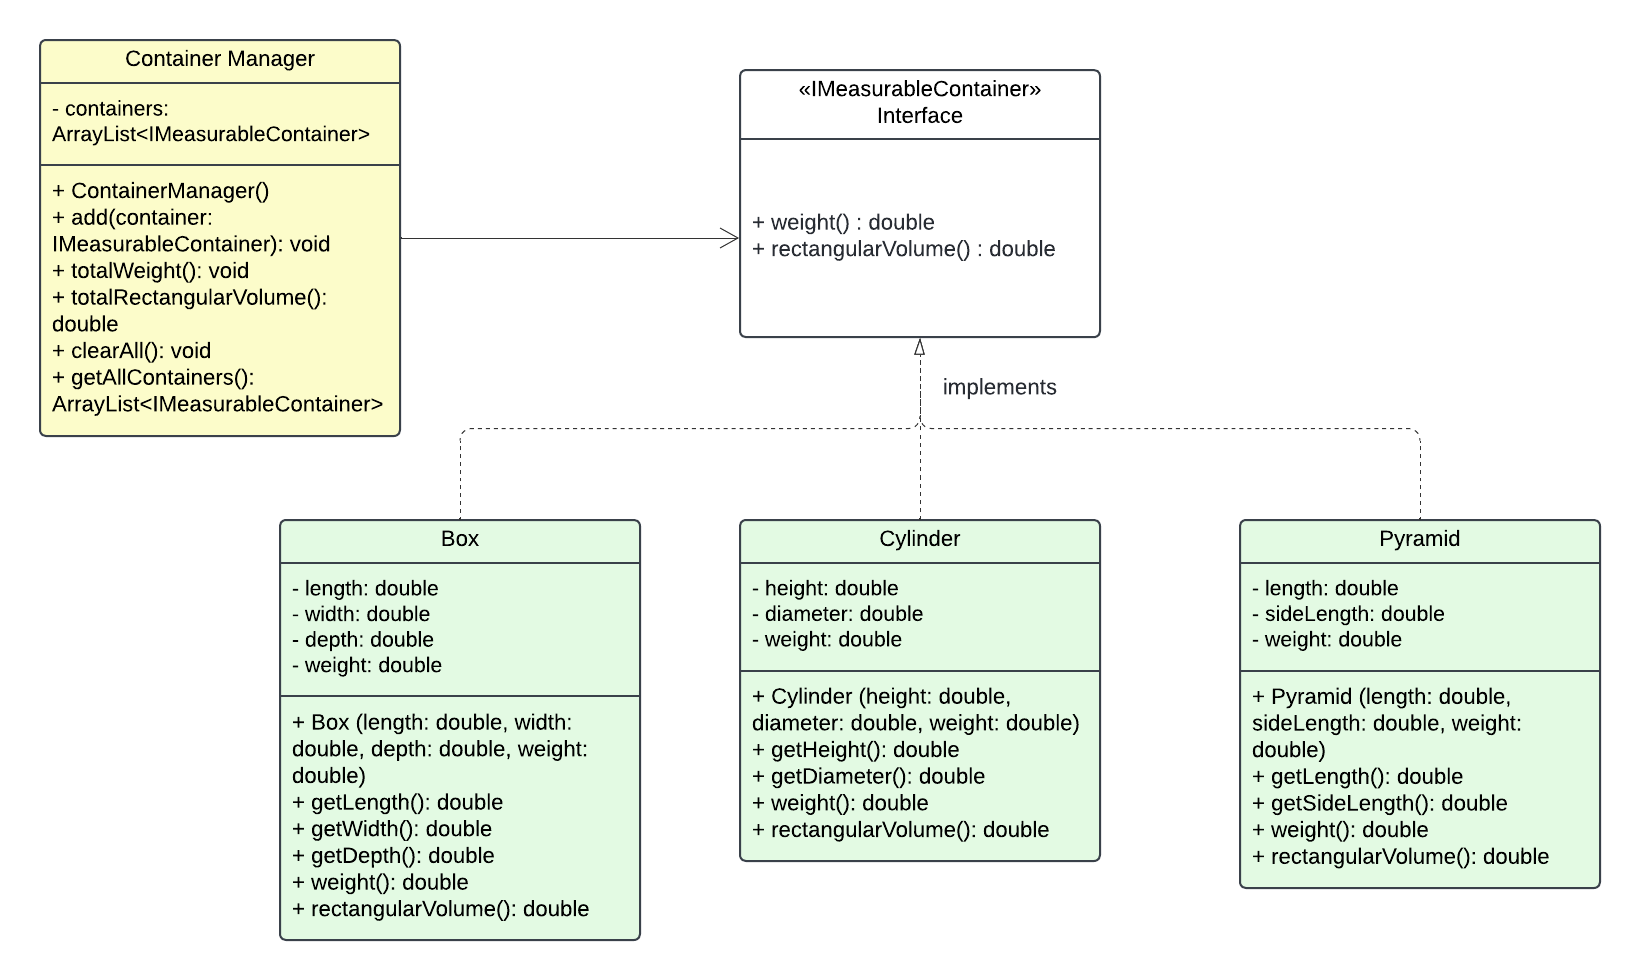 Container Manager
- containers:
ArrayList<IMeasurableContainer>
+ ContainerManager()
+ add(container:
IMeasurableContainer): void
+ totalWeight(): void
+ totalRectangularVolume():
double
+ clearAll(): void
+ getAllContainers():
ArrayList<IMeasurableContainer>
«IMeasurableContainer»
Interface
+ weight() : double
+ rectangularVolume() : double
implements
Box
- length: double
- width: double
- depth: double
- weight: double
+ Box (length: double, width:
double, depth: double, weight:
double)
+ getLength(): double
+ getWidth(): double
+ getDepth(): double
+ weight(): double
+ rectangularVolume(): double
Cylinder
- height: double
- diameter: double
- weight: double
+ Cylinder (height: double,
diameter: double, weight: double)
+ getHeight(): double
+ getDiameter(): double
+ weight(): double
+ rectangularVolume(): double
Pyramid
- length: double
- sideLength: double
- weight: double
+ Pyramid (length: double,
sideLength: double, weight:
double)
+ getLength(): double
+ getSideLength(): double
+ weight(): double
+ rectangularVolume(): double